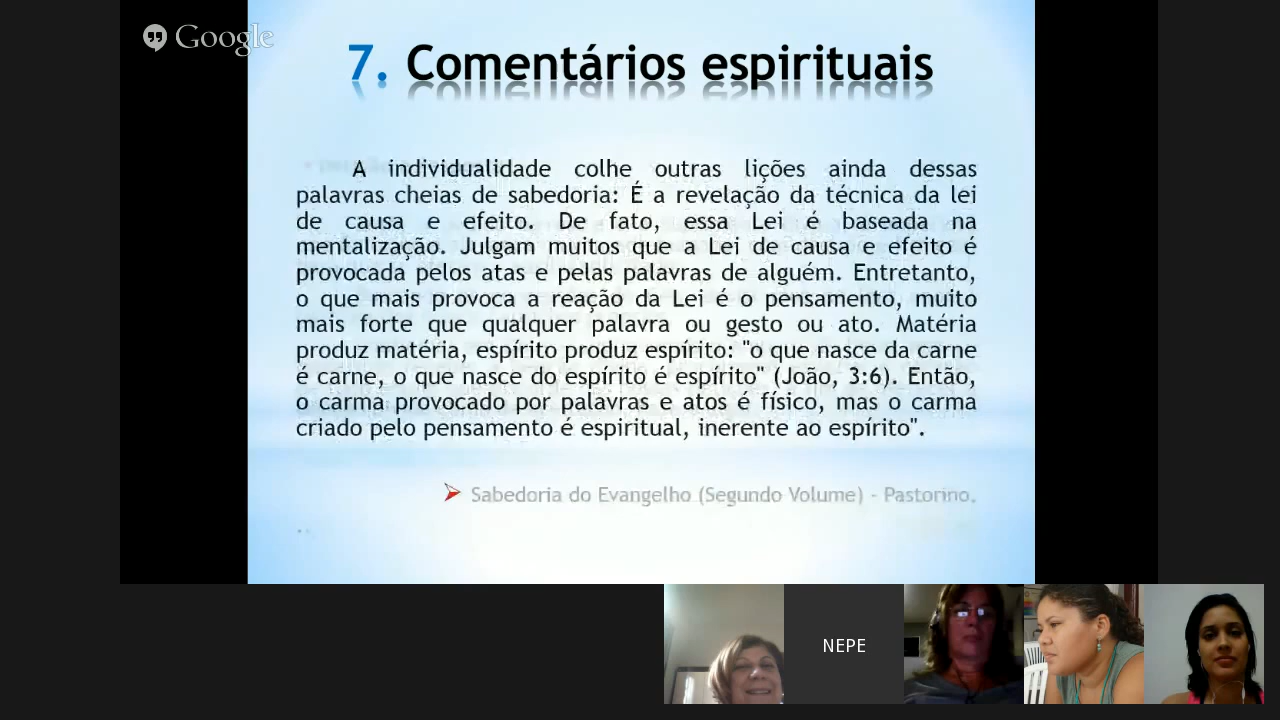 Google
7. Comentários espirituais
A individualidade colhe outras lições ainda dessas
palavras cheias de sabedoria: É a revelação da técnica da lei
de causa e efeito. De fato, essa Lei é baseada na
mentalização. Julgam muitos que a Lei de causa e efeito é
provocada pelos atas e pelas palavras de alguém. Entretanto,
o que mais provoca a reação da Lei é o pensamento, muito
mais forte que qualquer palavra ou gesto ou ato. Matéria
produz matéria, espírito produz espírito: "o que nasce da carne
é carne, o que nasce do espírito é espírito" (João, 3:6). Então,
o carma provocado por palavras e atos é físico, mas o carma
criado pelo pensamento é espiritual, inerente ao espírito".
Sabedoria do Evangelho (Segundo Volume) - Pastorino.
NEPE